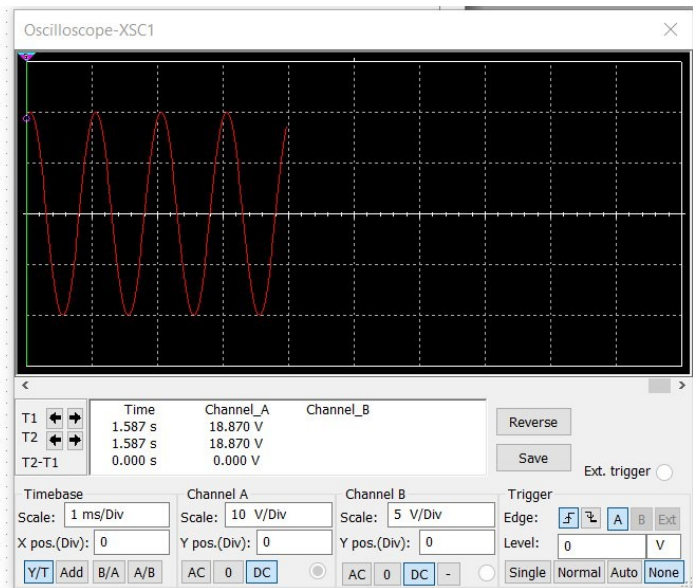 Oscilloscope-XSC1
T1
T2
T2-T1
Time Channel_A Channel_B
1.587 s 18.870 V
1.587 s 18.870 V
0.000 s 0.000 V
Reverse
Save
Ext. trigger
Timebase
Scale: 1 ms/Div
X pos.(Div): 0
Y/T Add B/A A/B
Channel A
Scale: 10 V/Div
Y pos.(Div): 0
AC 0 DC
Channel B
Scale: 5 V/Div
Y pos.(Div): 0
AC 0 DC -
Trigger
Edge: A B Ext
Level: 0 V
Single Normal Auto None